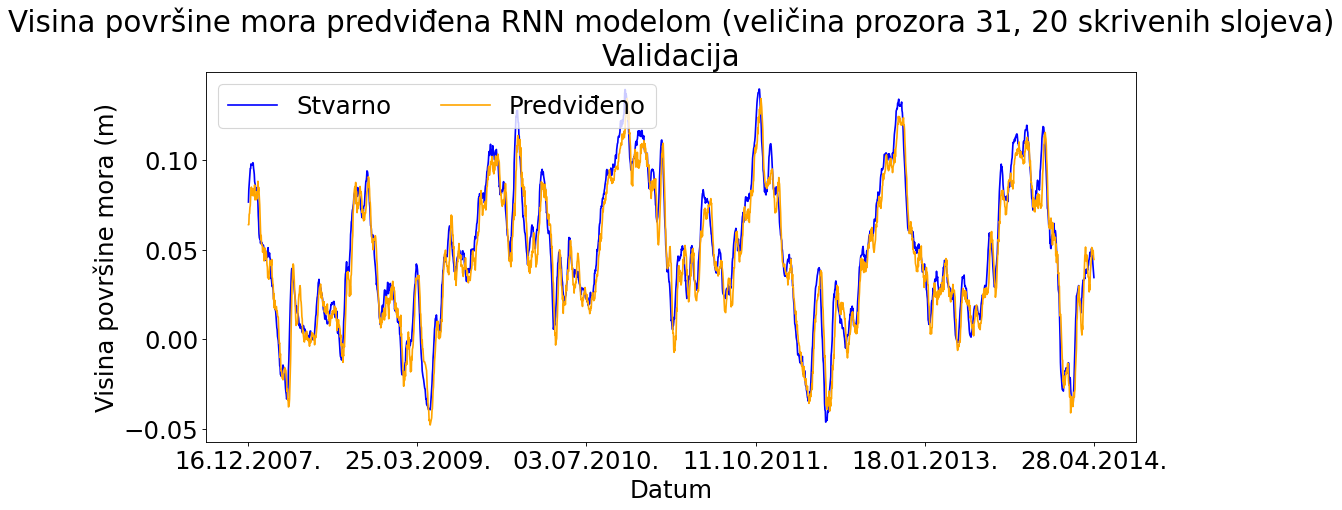 Visina površine mora predviđena RNN modelom (veličina prozora 31, 20 skrivenih slojeva)
Validacija
Stvarno
Predviđeno
Visina površine mora (m)
0.10
0.05
0.00
−0.05
16.12.2007.
25.03.2009.
03.07.2010.
11.10.2011.
18.01.2013.
28.04.2014.
Datum